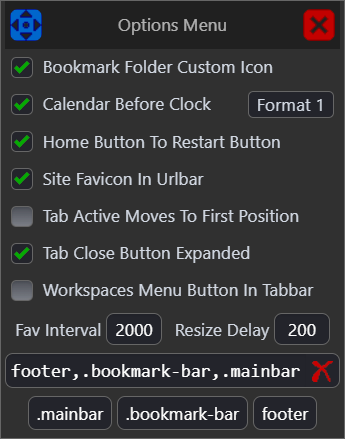 Options Menu
Bookmark Folder Custom Icon
Calendar Before Clock Format 1
Home Button To Restart Button
Site Favicon In Urlbar
Tab Active Moves To First Position
Tab Close Button Expanded
Workspaces Menu Button In Tabbar
Fav Interval 2000 Resize Delay 200
footer,.bookmark-bar,.mainbar
.mainbar .bookmark-bar footer